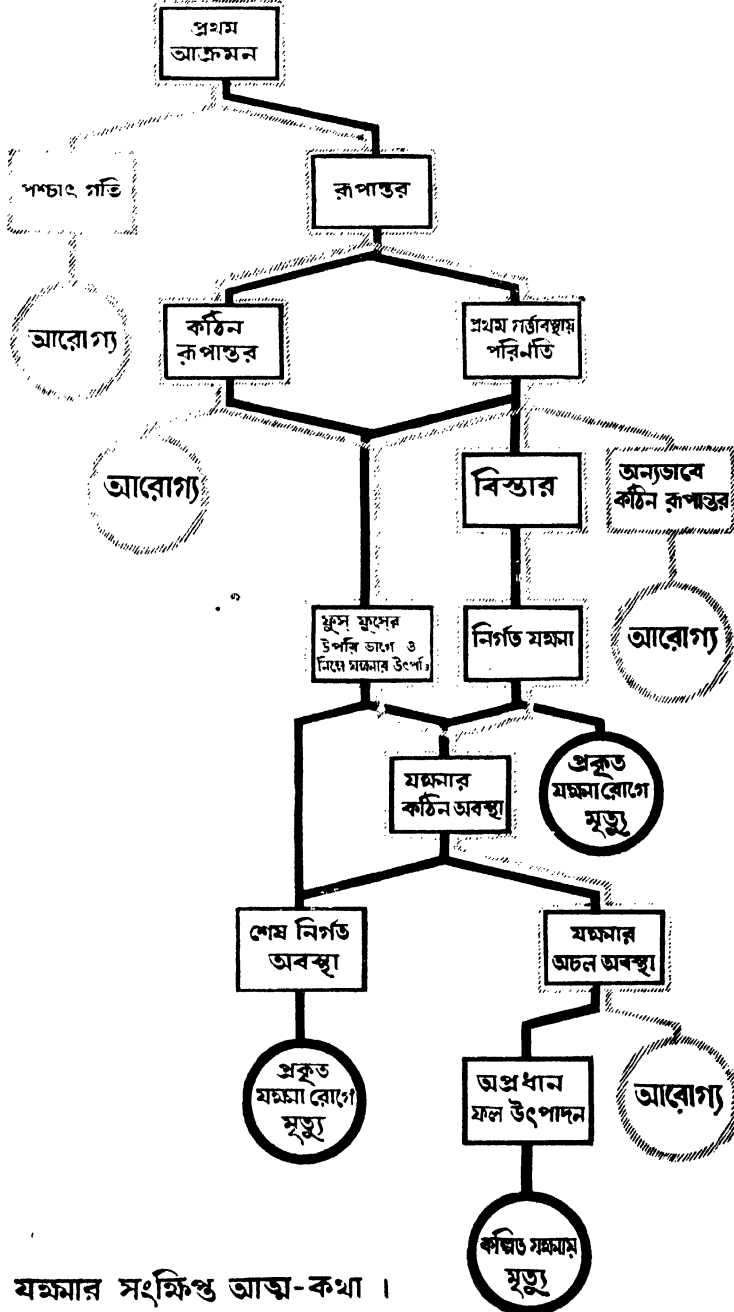 প্রথম
আক্রমন
পশ্চাৎ গতি
রূপান্তর
আরোগ্য
কঠিন
রূপান্তর
প্রথম গর্ত্তাবস্থায়
পরিনতি
আরোগ্য
বিস্তার
অন্যভাবে
কঠিন রূপান্তর
ফুস্ ফুসের
উপরি ভাগে ও
নিম্নে যক্ষ্মার
নির্গত যক্ষ্মা
আরোগ্য
যক্ষ্মার
কঠিন অবস্থা
প্রকৃত
যক্ষ্মা রোগে
মৃত্যু
শেষ নির্গত
অবস্থা
যক্ষ্মার
অচল অবস্থা
প্রকৃত
যক্ষ্মা রোগে
মৃত্যু
অপ্রধান
ফল উৎপাদন
আরোগ্য
কল্পিত যক্ষ্মায়
মৃত্যু
যক্ষ্মার সংক্ষিপ্ত আত্ম-কথা ।